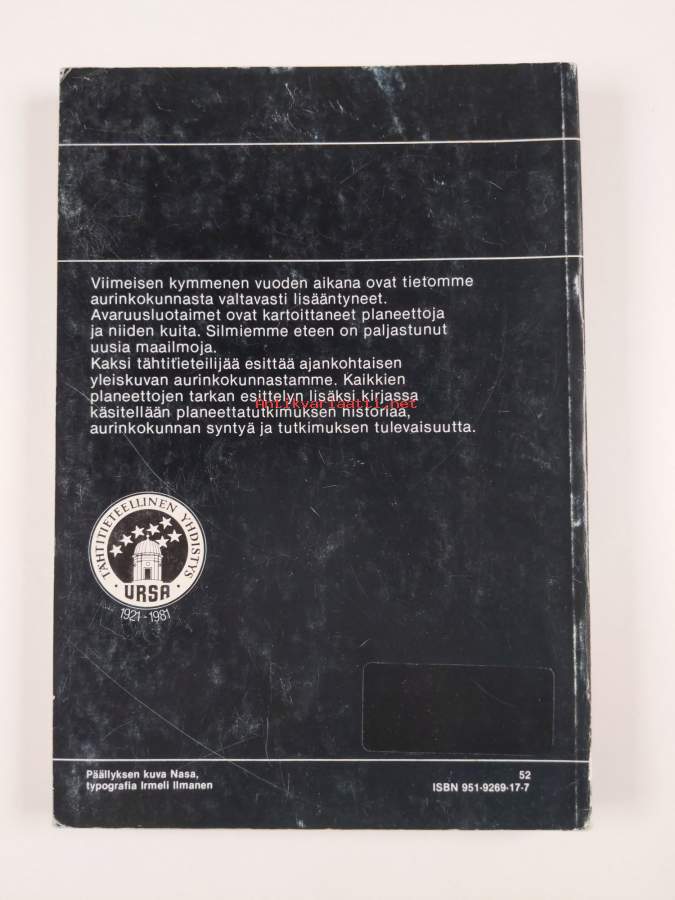 Viimeisen kymmenen vuoden aikana ovat tietomme
aurinkokunnasta valtavasti lisääntyneet.
Avaruusluotaimet ovat kartoittaneet planeettoja
ja niiden kuita. Silmiemme eteen on paljastunut
uusia maailmoja.
Kaksi tähtitieteilijää esittää ajankohtaisen
yleiskuvan aurinkokunnastamme. Kaikkien
planeettojen tarkan esittelyn lisäksi kirjassa
Antikvariaatti.net
käsitellään planeettatutkimuksen historiaa,
aurinkokunnan syntyä ja tutkimuksen tulevaisuutta.
TÄHTITIETEELLINEN YHDISTYS
· URSA ·
1921-1981
Päällyksen kuva Nasa,
typografia Irmeli Ilmanen
52
ISBN 951-9269-17-7